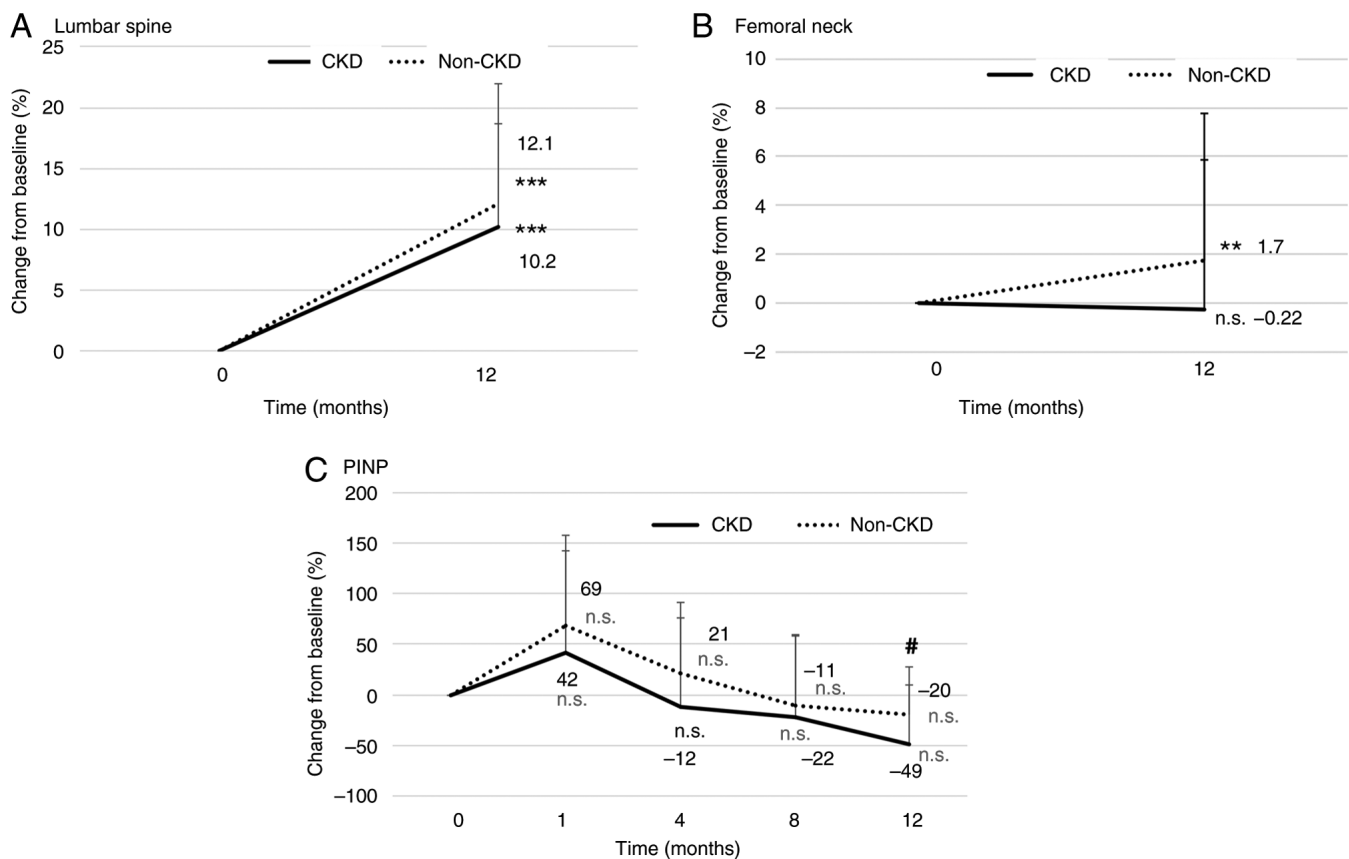 A Lumbar spine
25
CKD Non-CKD
20
12.1
15
***
10
***
10.2
5
0
0 12
Change from baseline (%)
Time (months)
B Femoral neck
10
CKD Non-CKD
8
6
4
** 1.7
2
0
n.s. –0.22
–2
0 12
Change from baseline (%)
Time (months)
C PINP
200
CKD Non-CKD
150
100
69
n.s.
21
n.s.
50
#
–11
n.s.
–20
n.s.
42
n.s.
0
n.s.
–12
n.s.
–22
n.s.
–49
–50
–100
0 1 4 8 12
Change from baseline (%)
Time (months)